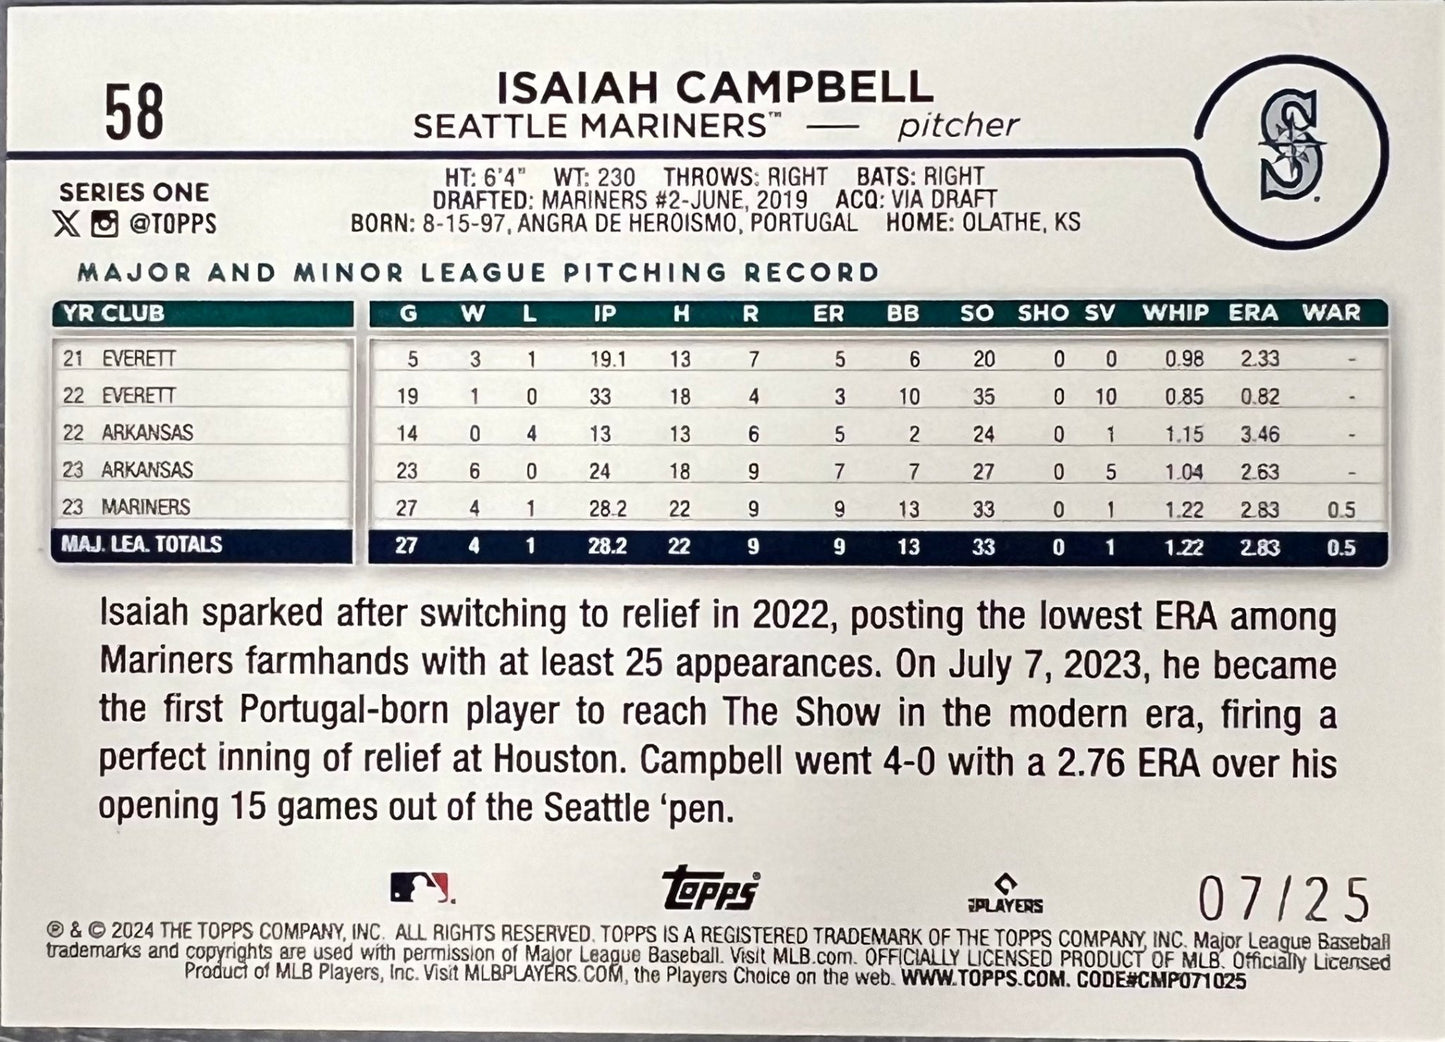 58
ISAIAH CAMPBELL
SEATTLE MARINERS™ — pitcher
S
SERIES ONE
@TOPPS
HT: 6'4" WT: 230 THROWS: RIGHT BATS: RIGHT
DRAFTED: MARINERS #2-JUNE, 2019 ACQ: VIA DRAFT
BORN: 8-15-97, ANGRA DE HEROISMO, PORTUGAL HOME: OLATHE, KS
MAJOR AND MINOR LEAGUE PITCHING RECORD
YR CLUB G W L IP H R ER BB SO SHO SV WHIP ERA WAR
21 EVERETT 5 3 1 19.1 13 7 5 6 20 0 0 0.98 2.33 -
22 EVERETT 19 1 0 33 18 4 3 10 35 0 10 0.85 0.82 -
22 ARKANSAS 14 0 4 13 13 6 5 2 24 0 1 1.15 3.46 -
23 ARKANSAS 23 6 0 24 18 9 7 7 27 0 5 1.04 2.63 -
23 MARINERS 27 4 1 28.2 22 9 9 13 33 0 1 1.22 2.83 0.5
MAJ. LEA. TOTALS 27 4 1 28.2 22 9 9 13 33 0 1 1.22 2.83 0.5
Isaiah sparked after switching to relief in 2022, posting the lowest ERA among
Mariners farmhands with at least 25 appearances. On July 7, 2023, he became
the first Portugal-born player to reach The Show in the modern era, firing a
perfect inning of relief at Houston. Campbell went 4-0 with a 2.76 ERA over his
opening 15 games out of the Seattle ‘pen.
topps®
PLAYERS
07/25
℗ & © 2024 THE TOPPS COMPANY, INC. ALL RIGHTS RESERVED. TOPPS IS A REGISTERED TRADEMARK OF THE TOPPS COMPANY, INC. Major League Baseball
trademarks and copyrights are used with permission of Major League Baseball. Visit MLB.com. OFFICIALLY LICENSED PRODUCT OF MLB. Officially Licensed
Product of MLB Players, Inc. Visit MLBPLAYERS.COM, the Players Choice on the web. WWW.TOPPS.COM. CODE#CMP071025